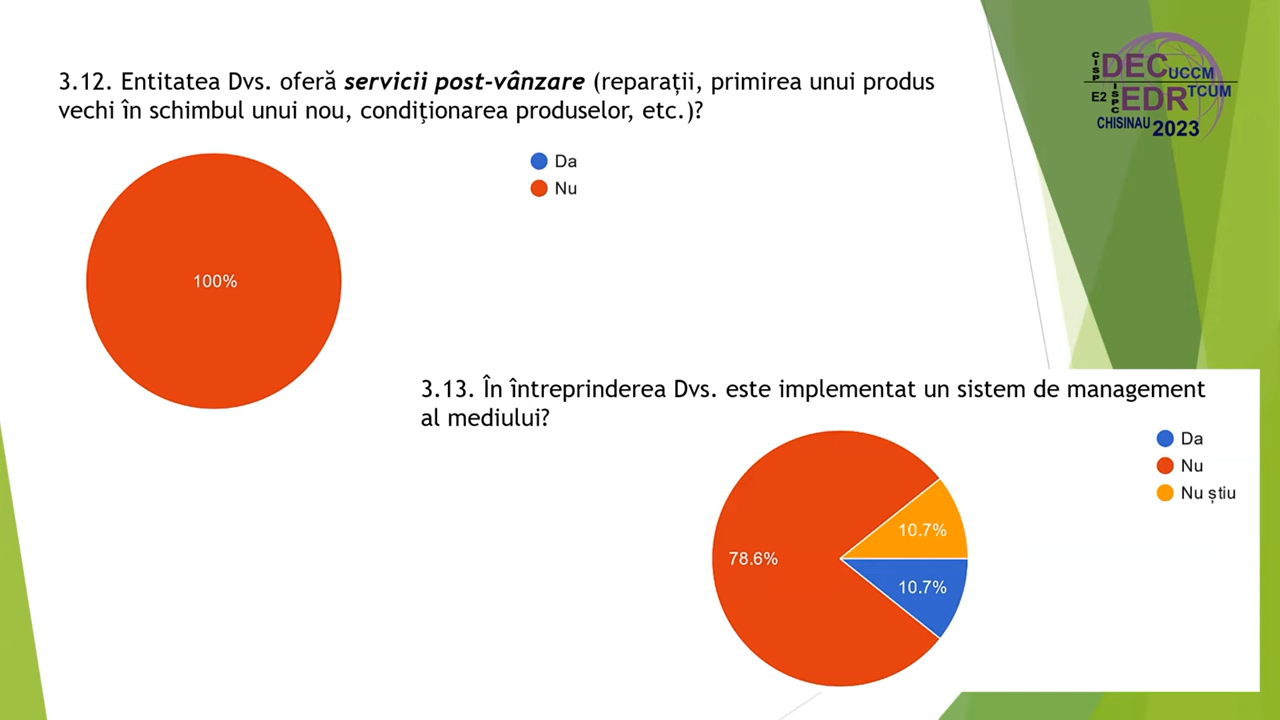 3.12. Entitatea Dvs. oferă servicii post-vânzare (reparații, primirea unui produs
vechi în schimbul unui nou, condiţionarea produselor, etc.)?
CISP
DEC UCCM
E2 ISPC EDR TCUM
CHISINAU 2023
Da
Nu
100%
3.13. În întreprinderea Dvs. este implementat un sistem de management
al mediului?
Da
Nu
Nu știu
10.7%
78.6%
10.7%